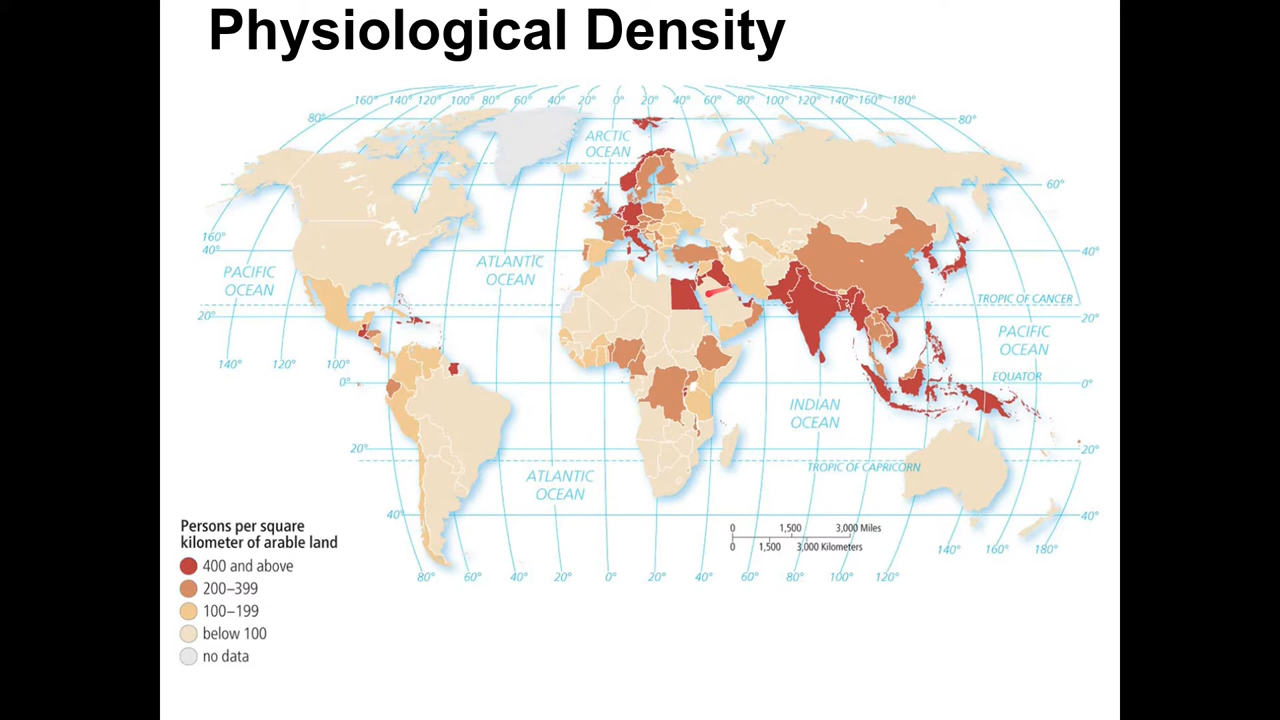 Physiological Density
160° 140° 120° 100° 80° 60° 40° 20° 0° 20° 40° 60° 80° 100° 120° 140° 160° 180°
80° 80°
ARCTIC
OCEAN
60°
160°
40° 40°
PACIFIC
OCEAN
ATLANTIC
OCEAN
TROPIC OF CANCER
20° 20°
PACIFIC
OCEAN
140° 120° 100°
EQUATOR
0° 0°
INDIAN
OCEAN
20° 20°
TROPIC OF CAPRICORN
ATLANTIC
OCEAN
40° 40°
0 1,500 3,000 Miles
0 1,500 3,000 Kilometers
140° 160° 180°
80° 60° 40° 20° 0° 20° 40° 60° 80° 100° 120°
Persons per square
kilometer of arable land
400 and above
200–399
100–199
below 100
no data